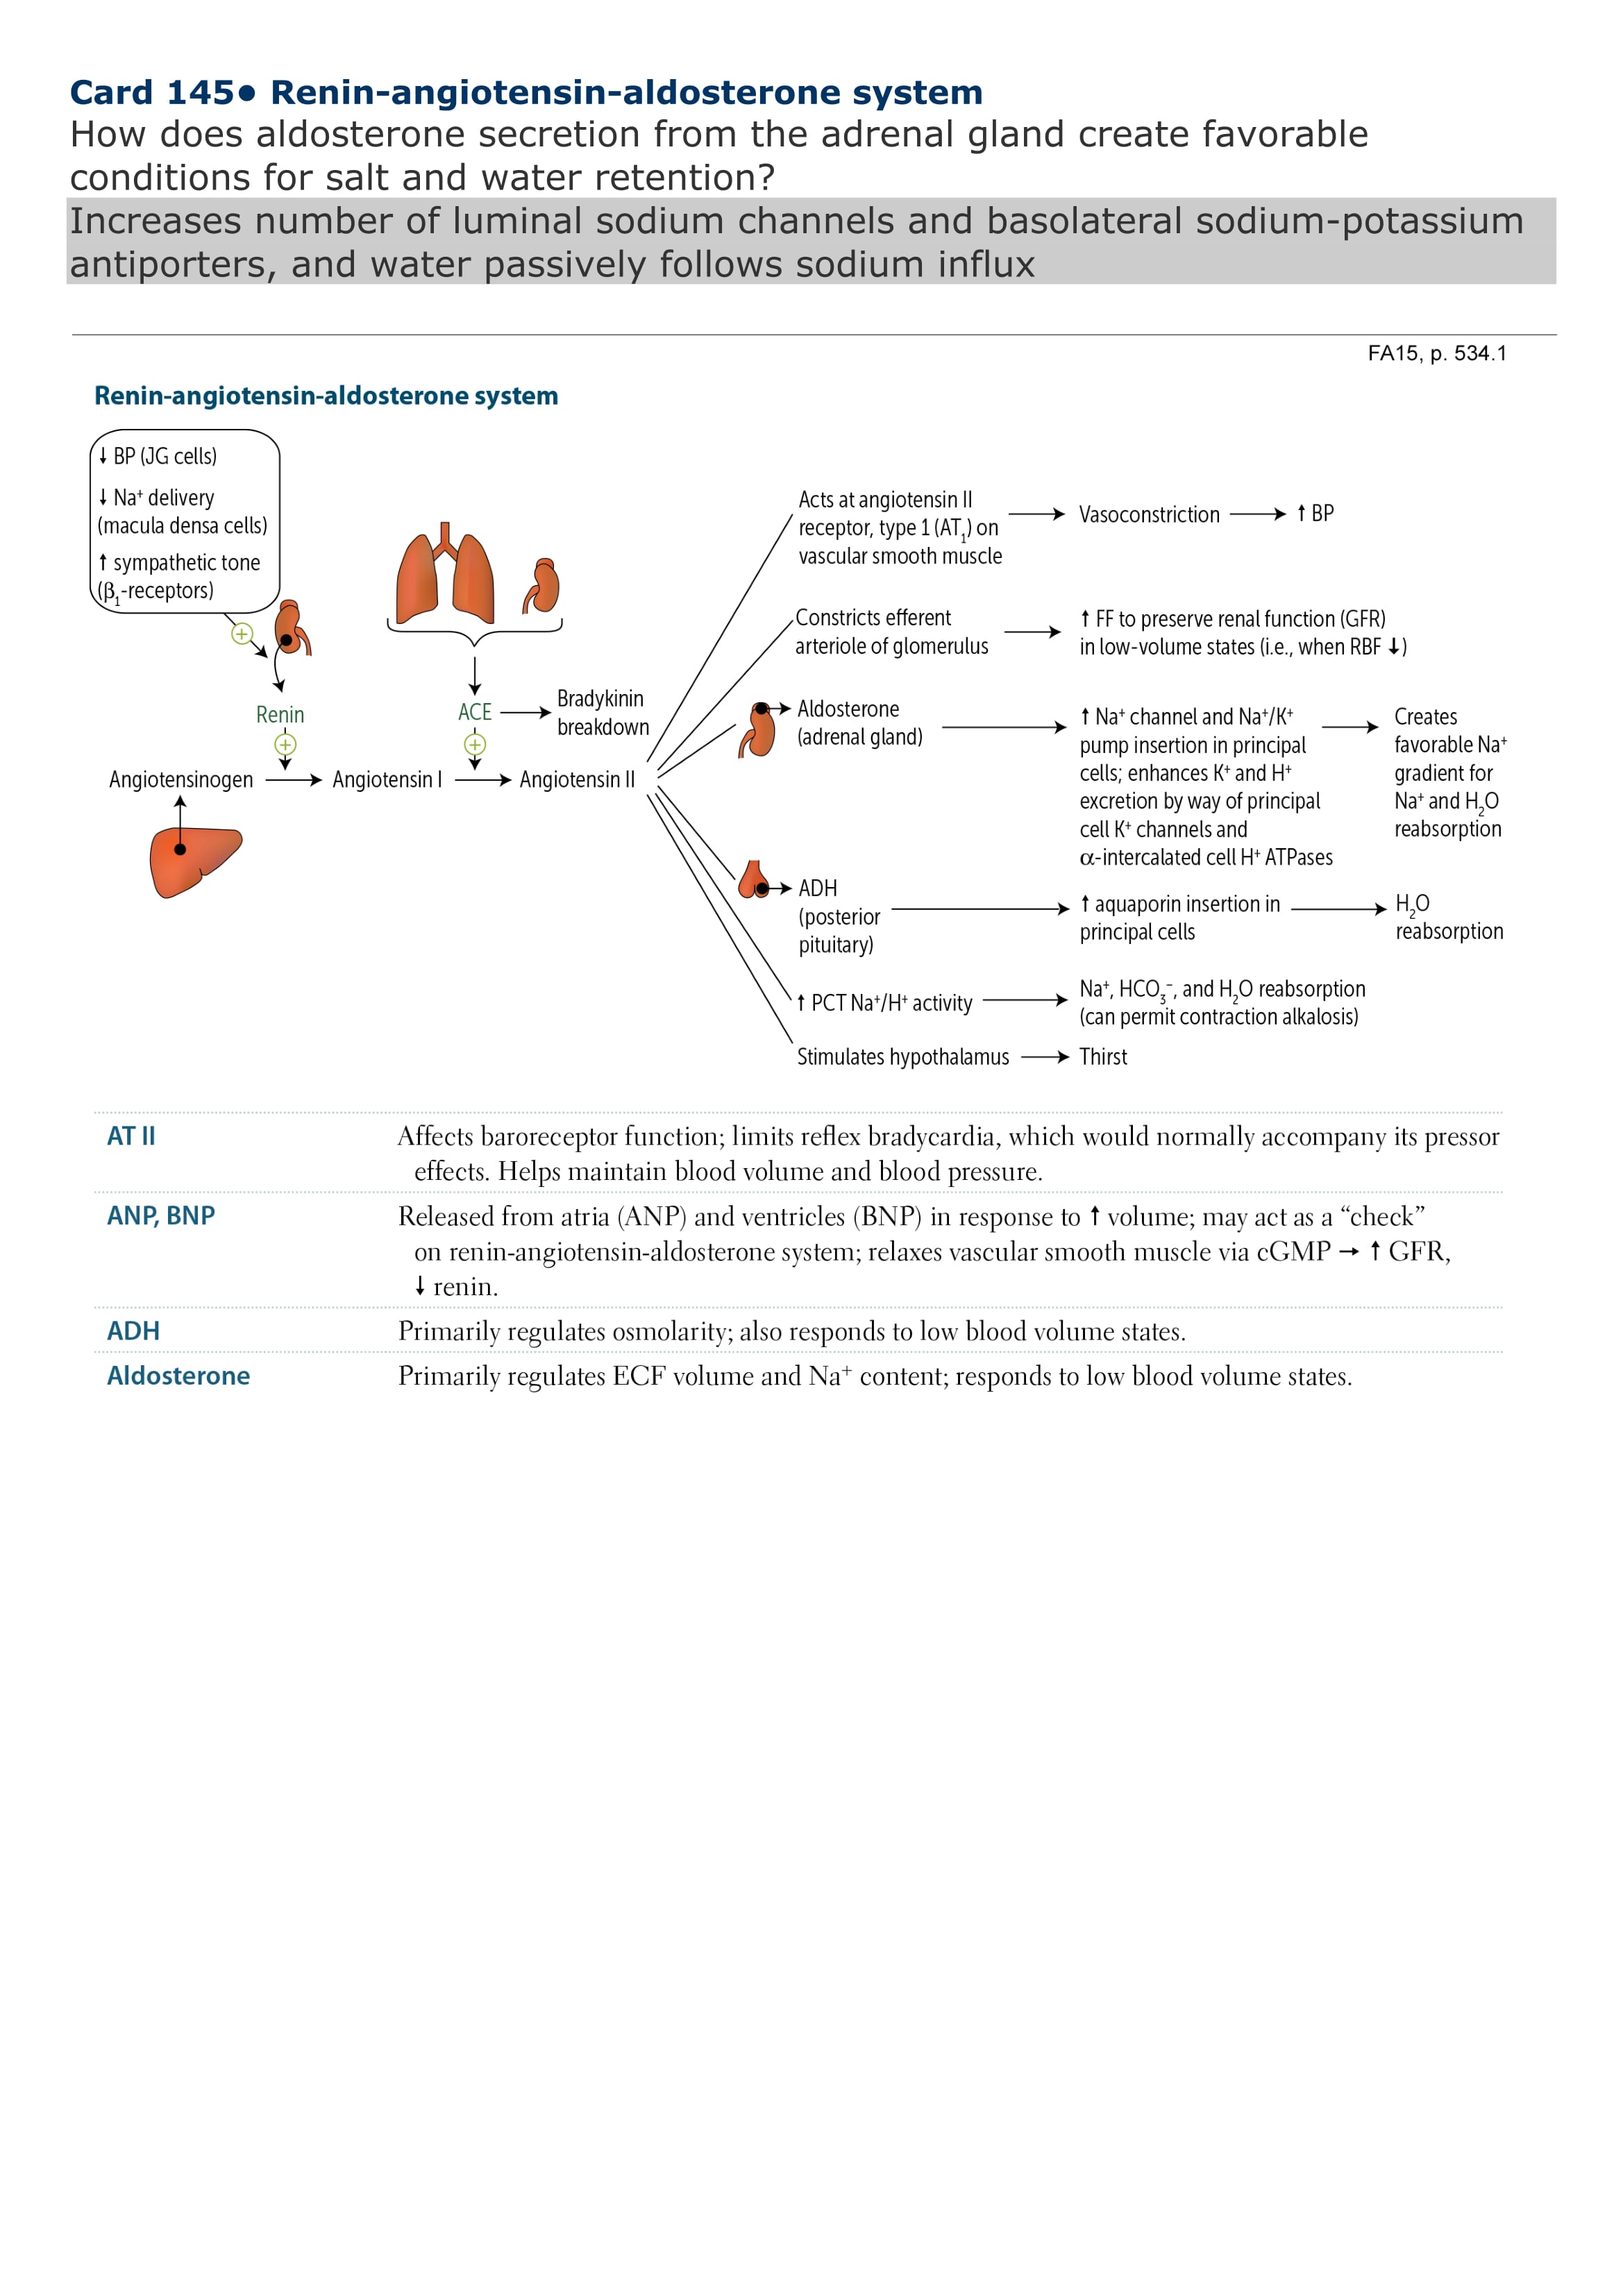 Card 145● Renin-angiotensin-aldosterone system
How does aldosterone secretion from the adrenal gland create favorable
conditions for salt and water retention?
Increases number of luminal sodium channels and basolateral sodium-potassium
antiporters, and water passively follows sodium influx
FA15, p. 534.1
Renin-angiotensin-aldosterone system
↓ BP (JG cells)
↓ Na⁺ delivery
(macula densa cells)
↑ sympathetic tone
(β₁-receptors)
+
Renin
+
Angiotensinogen
Angiotensin I
ACE
+
Bradykinin
breakdown
Angiotensin II
Acts at angiotensin II
receptor, type 1 (AT₁) on
vascular smooth muscle
Vasoconstriction
↑ BP
Constricts efferent
arteriole of glomerulus
↑ FF to preserve renal function (GFR)
in low-volume states (i.e., when RBF ↓)
Aldosterone
(adrenal gland)
↑ Na⁺ channel and Na⁺/K⁺
pump insertion in principal
cells; enhances K⁺ and H⁺
excretion by way of principal
cell K⁺ channels and
α-intercalated cell H⁺ ATPases
Creates
favorable Na⁺
gradient for
Na⁺ and H₂O
reabsorption
ADH
(posterior
pituitary)
↑ aquaporin insertion in
principal cells
H₂O
reabsorption
↑ PCT Na⁺/H⁺ activity
Na⁺, HCO₃⁻, and H₂O reabsorption
(can permit contraction alkalosis)
Stimulates hypothalamus
Thirst
AT II
Affects baroreceptor function; limits reflex bradycardia, which would normally accompany its pressor
effects. Helps maintain blood volume and blood pressure.
ANP, BNP
Released from atria (ANP) and ventricles (BNP) in response to ↑ volume; may act as a “check”
on renin-angiotensin-aldosterone system; relaxes vascular smooth muscle via cGMP → ↑ GFR,
↓ renin.
ADH
Primarily regulates osmolarity; also responds to low blood volume states.
Aldosterone
Primarily regulates ECF volume and Na⁺ content; responds to low blood volume states.